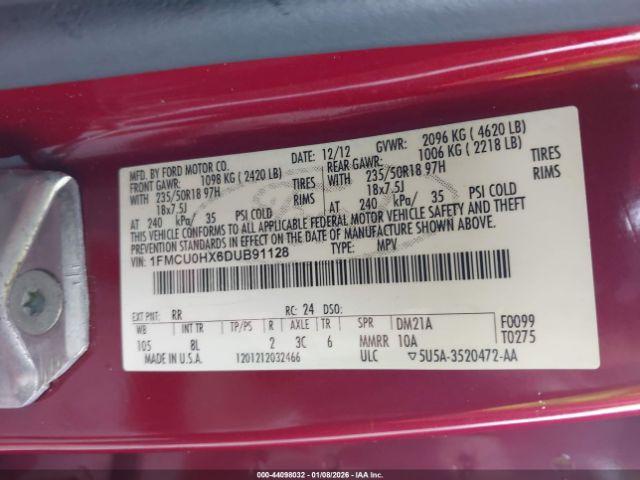 MFD. BY FORD MOTOR CO.
DATE: 12/12 GVWR: 2096 KG ( 4620 LB)
FRONT GAWR: 1098 KG ( 2420 LB) REAR GAWR: 1006 KG ( 2218 LB)
WITH 235/50R18 97H TIRES WITH 235/50R18 97H TIRES
18x7.5J RIMS 18x7.5J RIMS
AT 240 kPa/ 35 PSI COLD AT 240 kPa/ 35 PSI COLD
THIS VEHICLE CONFORMS TO ALL APPLICABLE FEDERAL MOTOR VEHICLE SAFETY AND THEFT
PREVENTION STANDARDS IN EFFECT ON THE DATE OF MANUFACTURE SHOWN ABOVE.
VIN: 1FMCU0HX6DUB91128 TYPE: MPV
EXT PNT: RR RC: 24 DSO:
WB INT TR TP/PS R AXLE TR SPR DM21A F0099
105 BL 2 3C 6 MMRR 10A T0275
MADE IN U.S.A. 1201212032466 ULC ▽5U5A-3520472-AA
000-44098032 - 01/08/2026 - IAA Inc.